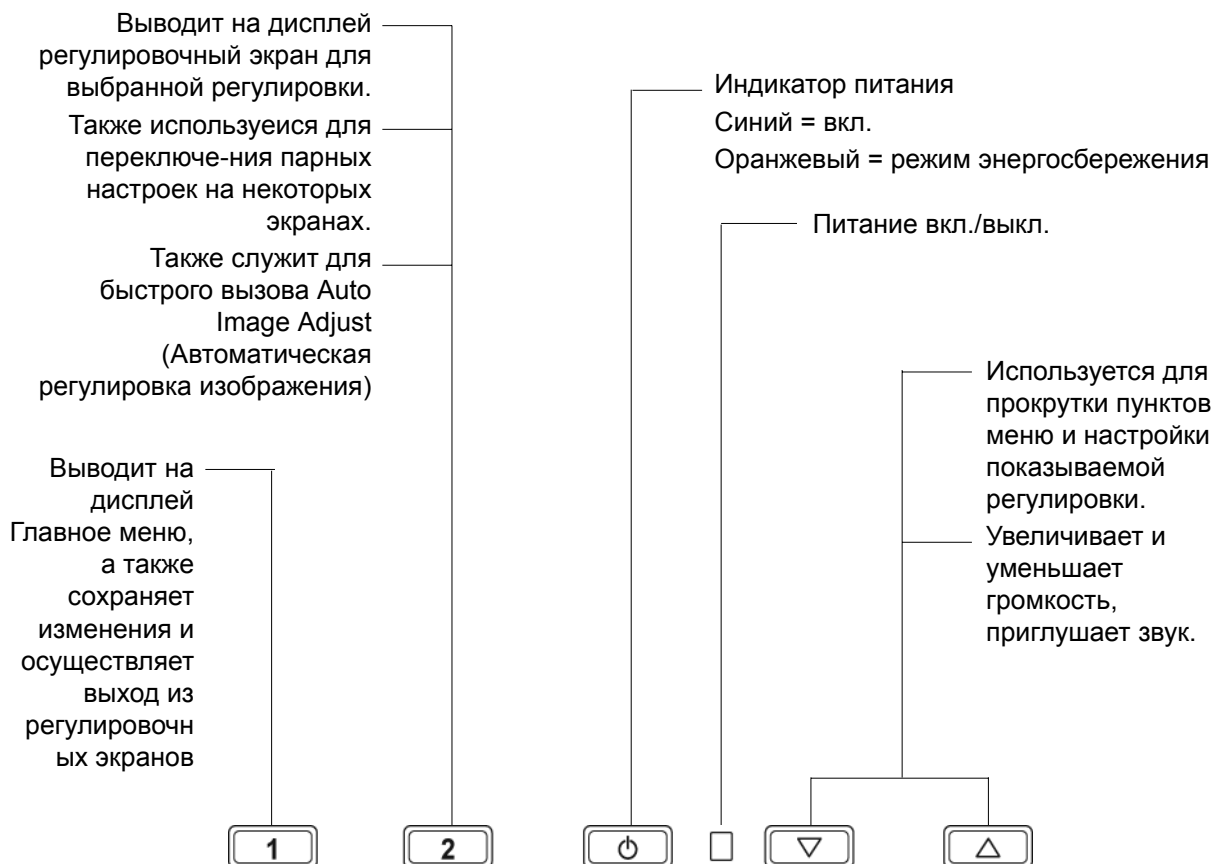 Выводит на дисплей
регулировочный экран для
выбранной регулировки.
Также используеися для
переключе-ния парных
настроек на некоторых
экранах.
Также служит для
быстрого вызова Auto
Image Adjust
(Автоматическая
регулировка изображения)
Выводит на
дисплей
Главное меню,
а также
сохраняет
изменения и
осуществляет
выход из
регулировочн
ых экранов
Индикатор питания
Синий = вкл.
Оранжевый = режим энергосбережения
Питание вкл./выкл.
Используется для
прокрутки пунктов
меню и настройки
показываемой
регулировки.
Увеличивает и
уменьшает
громкость,
приглушает звук.
1
2